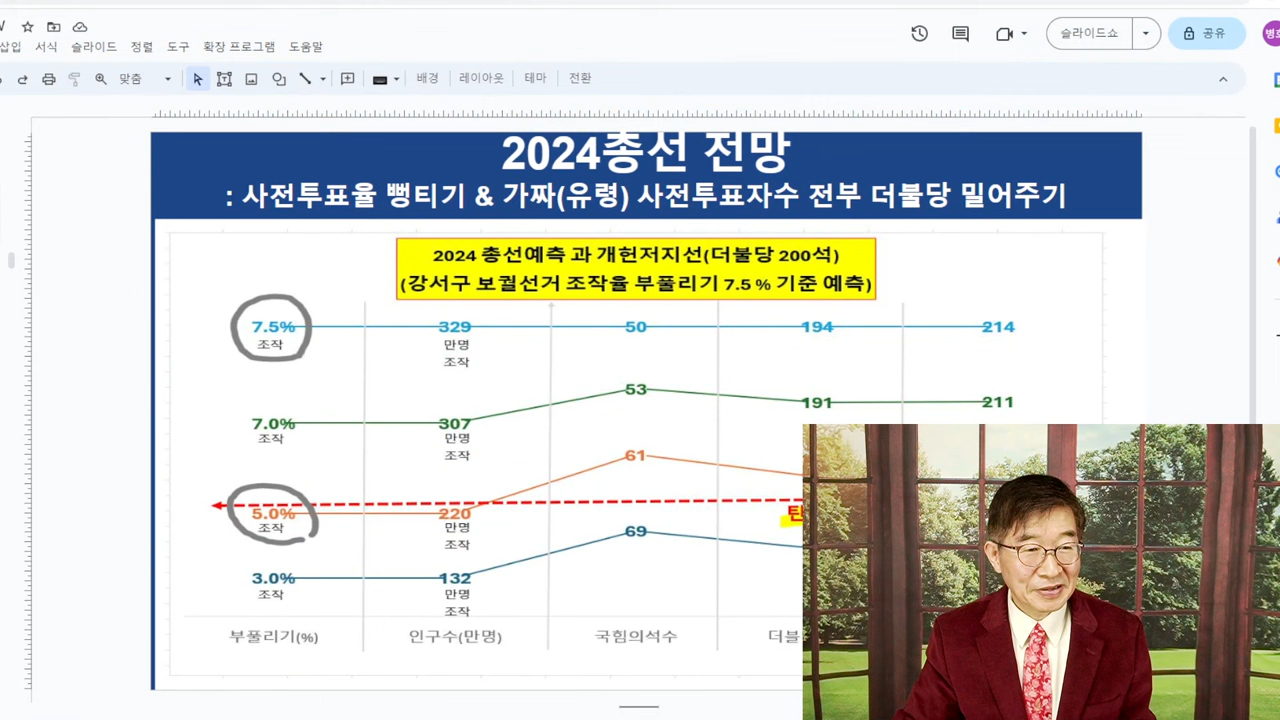 삽입 서식 슬라이드 정렬 도구 확장 프로그램 도움말
슬라이드쇼
공유
맞춤
배경 레이아웃 테마 전환
2024총선 전망
: 사전투표율 뻥티기 & 가짜(유령) 사전투표자수 전부 더불당 밀어주기
2024 총선예측 과 개헌저지선(더불당 200석)
(강서구 보궐선거 조작율 부풀리기 7.5 % 기준 예측)
7.5% 329 50 194 214
조작 만명
조작
53
191 211
7.0% 307
조작 만명
조작
61
5.0% 220
조작 만명
조작
탄
69
3.0% 132
조작 만명
조작
부풀리기(%) 인구수(만명) 국힘의석수 더블